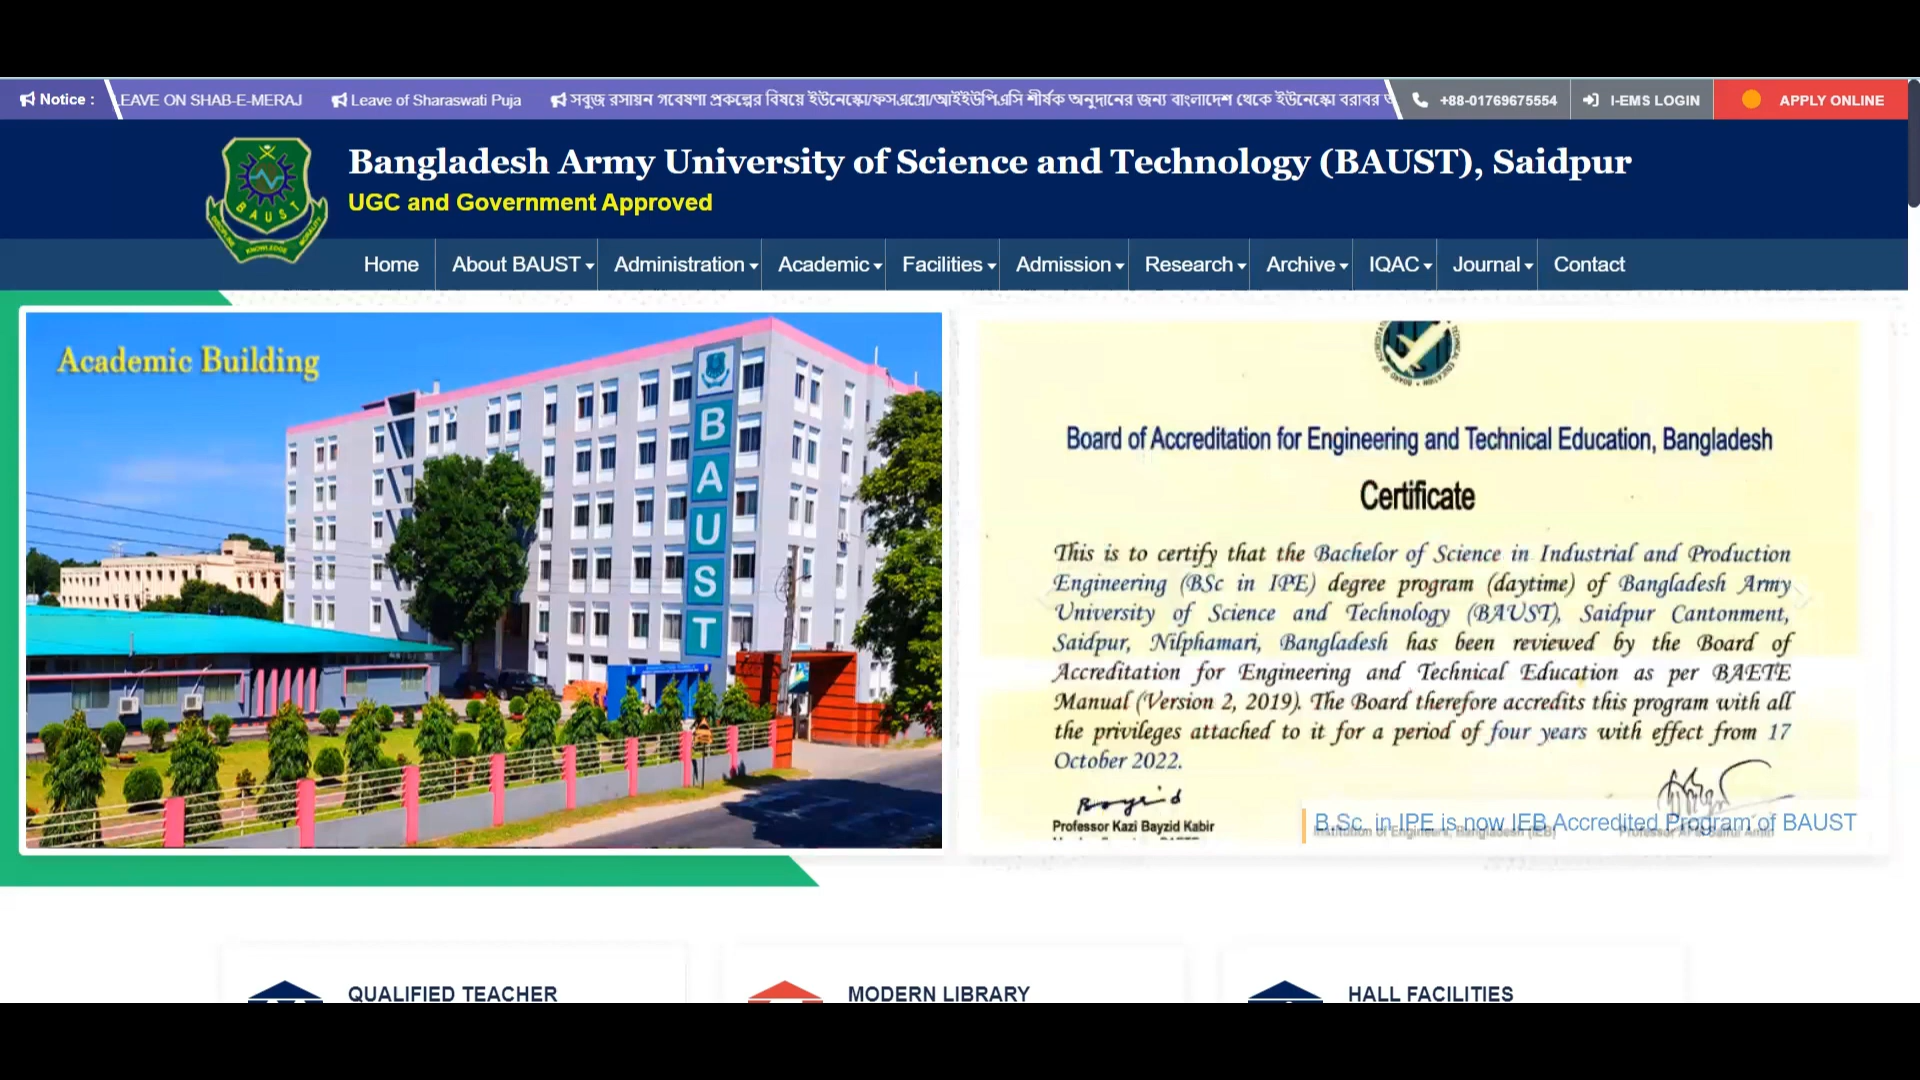 Notice :
LEAVE ON SHAB-E-MERAJ
Leave of Sharaswati Puja
সবুজ রসায়ন গবেষণা প্রকল্পের বিষয়ে ইউনেস্কো/ফসএগ্রো/আইইউপিএসি শীর্ষক অনুদানের জন্য বাংলাদেশ থেকে ইউনেস্কো বরাবর
+88-01769675554
I-EMS LOGIN
APPLY ONLINE
BAUST
DISCIPLINE KNOWLEDGE MORALITY
Bangladesh Army University of Science and Technology (BAUST), Saidpur
UGC and Government Approved
Home
About BAUST
Administration
Academic
Facilities
Admission
Research
Archive
IQAC
Journal
Contact
Academic Building
BAUST
Board of Accreditation for Engineering and Technical Education, Bangladesh
Certificate
This is to certify that the Bachelor of Science in Industrial and Production
Engineering (BSc in IPE) degree program (daytime) of Bangladesh Army
University of Science and Technology (BAUST), Saidpur Cantonment,
Saidpur, Nilphamari, Bangladesh has been reviewed by the Board of
Accreditation for Engineering and Technical Education as per BAETE
Manual (Version 2, 2019). The Board therefore accredits this program with all
the privileges attached to it for a period of four years with effect from 17
October 2022.
Professor Kazi Bayzid Kabir
B.Sc. in IPE is now IEB Accredited Program of BAUST
QUALIFIED TEACHER
MODERN LIBRARY
HALL FACILITIES